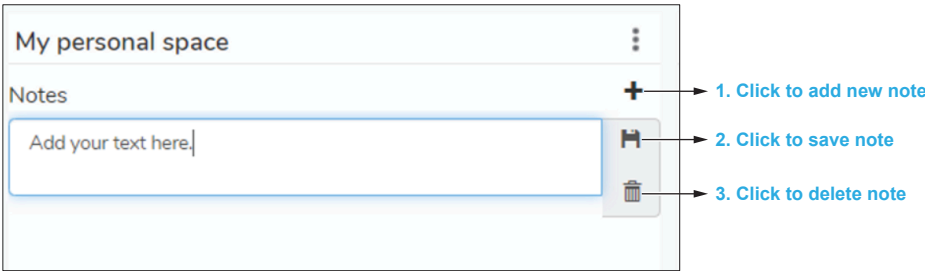 My personal space
Notes
1. Click to add new note
Add your text here.
2. Click to save note
3. Click to delete note